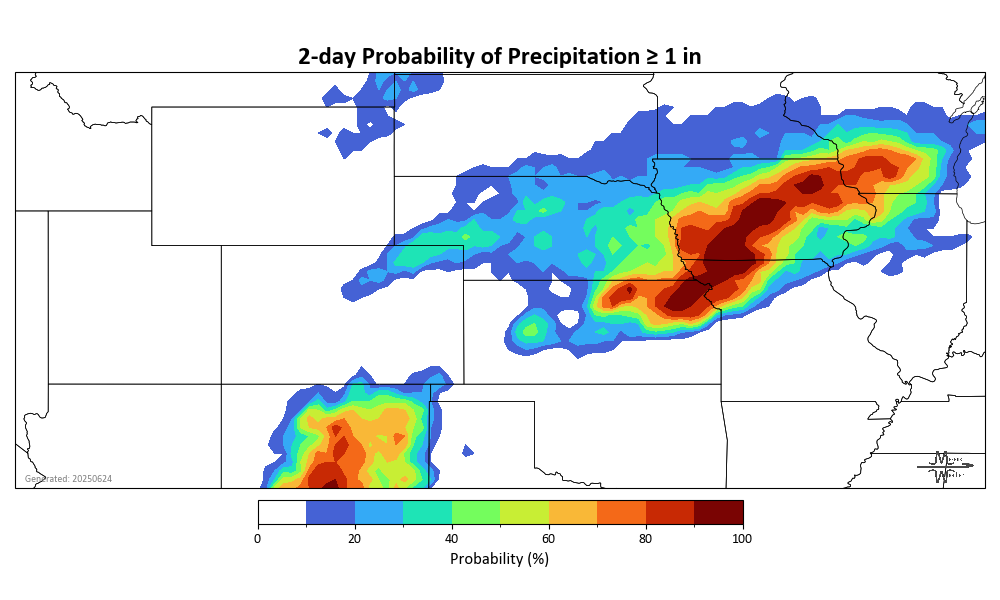 2-day Probability of Precipitation ≥ 1 in
Generated: 20250624
0 20 40 60 80 100
Probability (%)